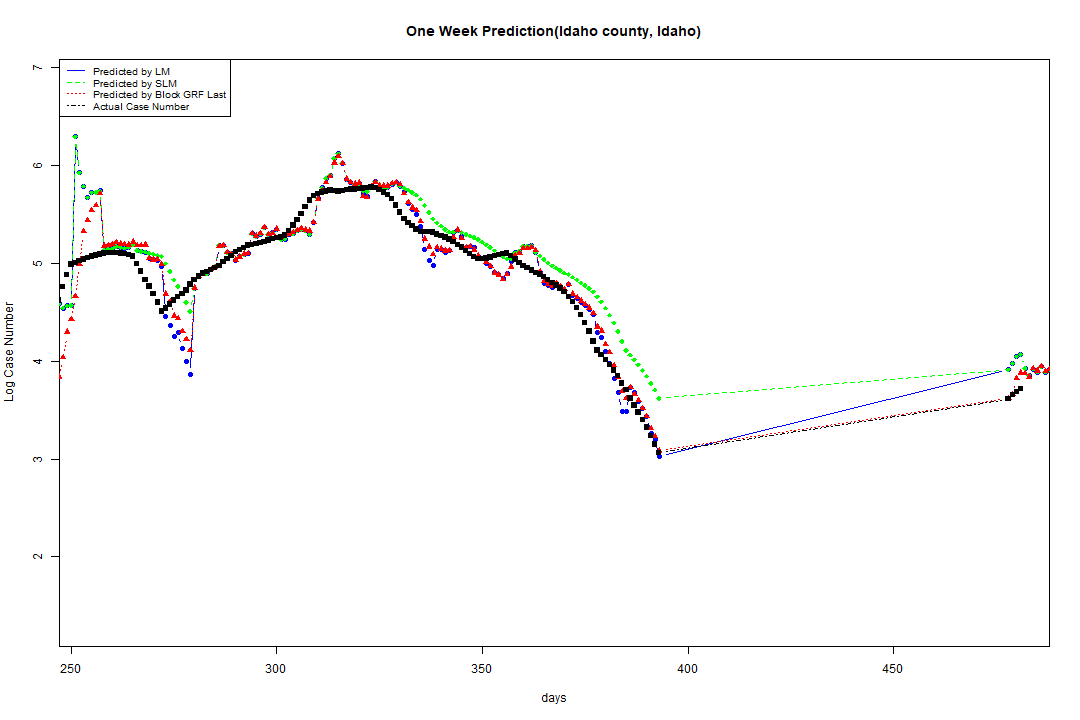 One Week Prediction(Idaho county, Idaho)
Predicted by LM
Predicted by SLM
Predicted by Block GRF Last
Actual Case Number
Log Case Number
7
6
5
4
3
2
250 300 350 400 450
days